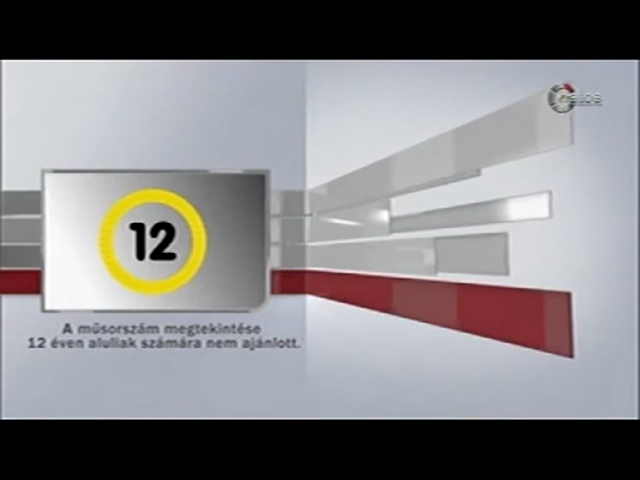 12
A műsorszám megtekintése
12 éven aluliak számára nem ajánlott.